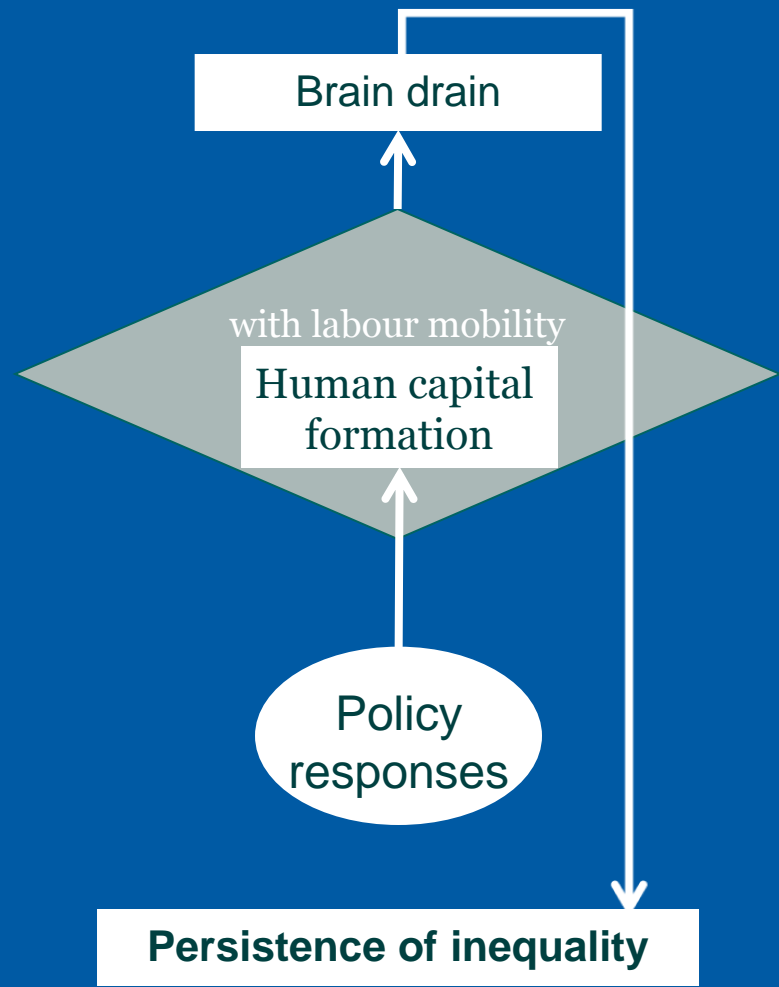 Brain drain
with labour mobility
Human capital
formation
Policy
responses
Persistence of inequality